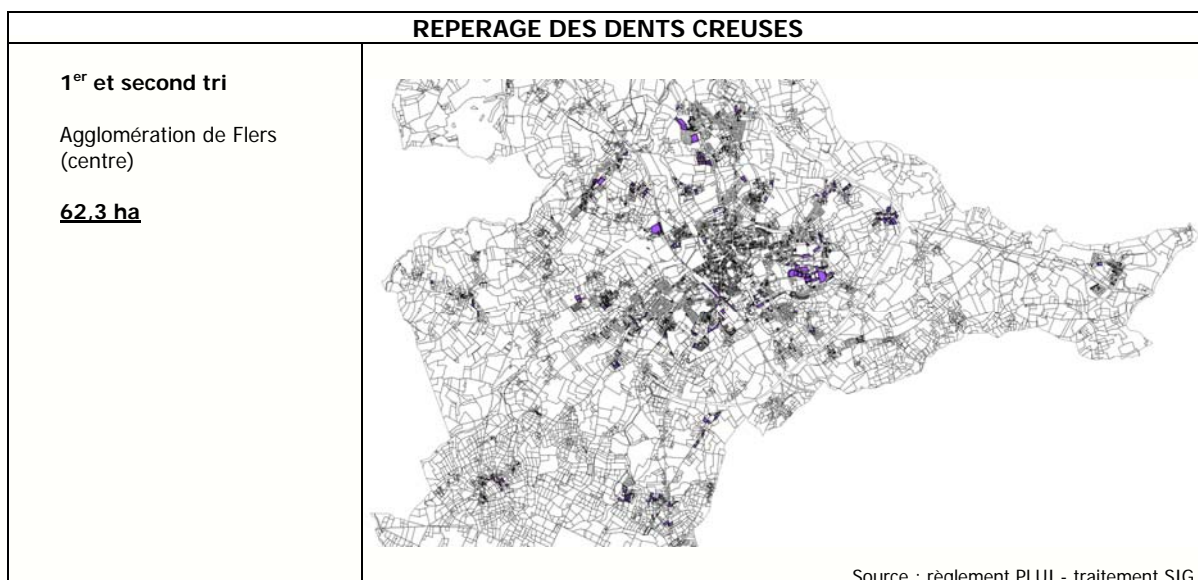 REPERAGE DES DENTS CREUSES
1er et second tri
Agglomération de Flers
(centre)
62,3 ha
Source : règlement PLUI - traitement SIG